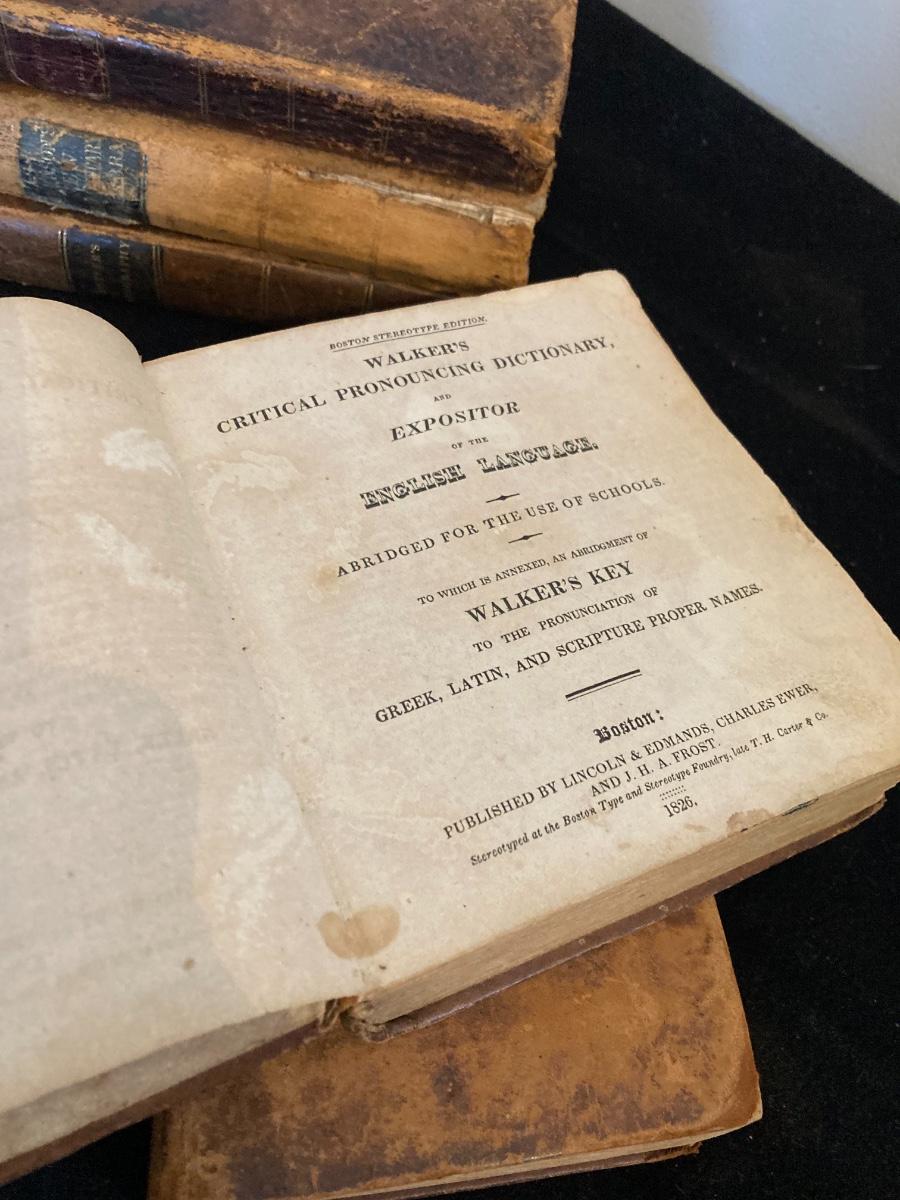 BOSTON STEREOTYPE EDITION.
WALKER'S
CRITICAL PRONOUNCING DICTIONARY,
AND
EXPOSITOR
OF THE
ENGLISH LANGUAGE.
ABRIDGED FOR THE USE OF SCHOOLS.
TO WHICH IS ANNEXED, AN ABRIDGMENT OF
WALKER'S KEY
TO THE PRONUNCIATION OF
GREEK, LATIN, AND SCRIPTURE PROPER NAMES.
Boston:
PUBLISHED BY LINCOLN & EDMANDS, CHARLES EWER,
AND J. H. A. FROST.
Stereotyped at the Boston Type and Stereotype Foundry, late T. H. Carter & Co.
1826.